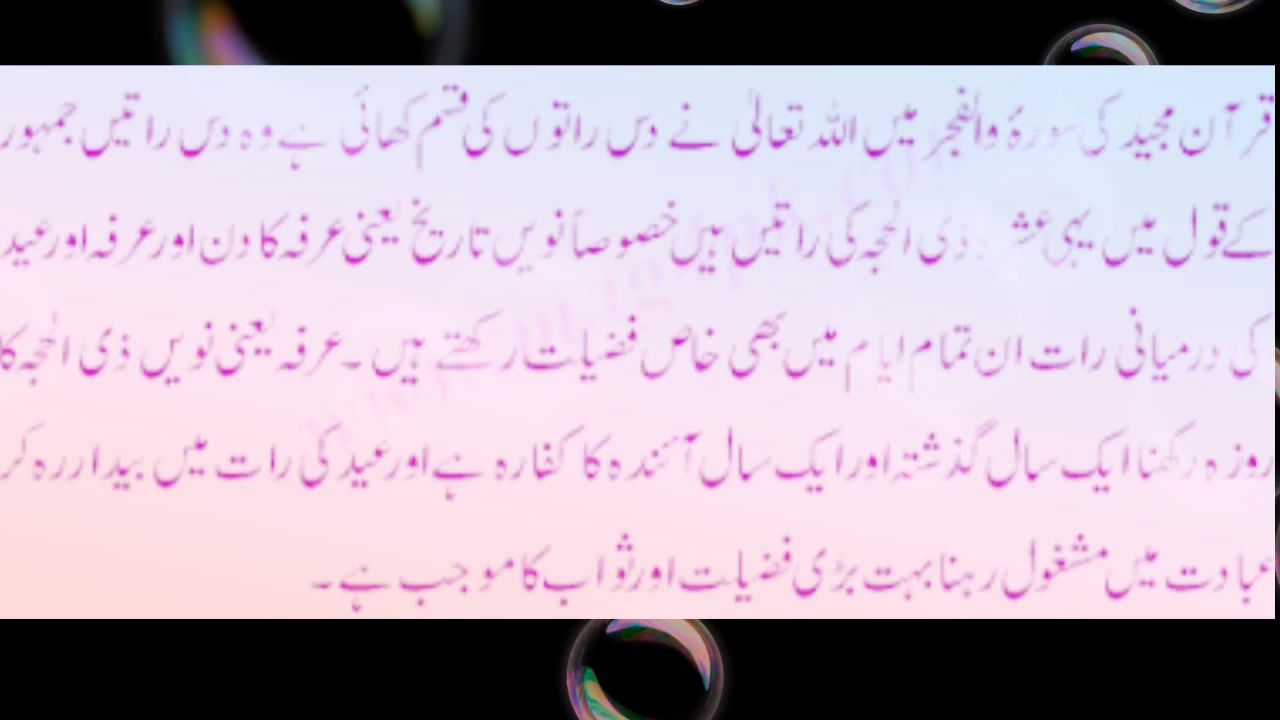 قرآن مجید کی سورۂ والفجر میں اللہ تعالیٰ نے دس راتوں کی قسم کھائی ہے وہ دس راتیں جمہور
کے قول میں یہی عشرہ ذی الحجہ کی راتیں ہیں خصوصاً نویں تاریخ یعنی عرفہ کا دن اور عرفہ اور عید
کی درمیانی رات ان تمام ایام میں بھی خاص فضیلت رکھتے ہیں۔ عرفہ یعنی نویں ذی الحجہ کا
روزہ رکھنا ایک سال گذشتہ اور ایک سال آئندہ کا کفارہ ہے اور عید کی رات میں بیدار رہ کر
عبادت میں مشغول رہنا بہت بڑی فضیلت اور ثواب کا موجب ہے۔